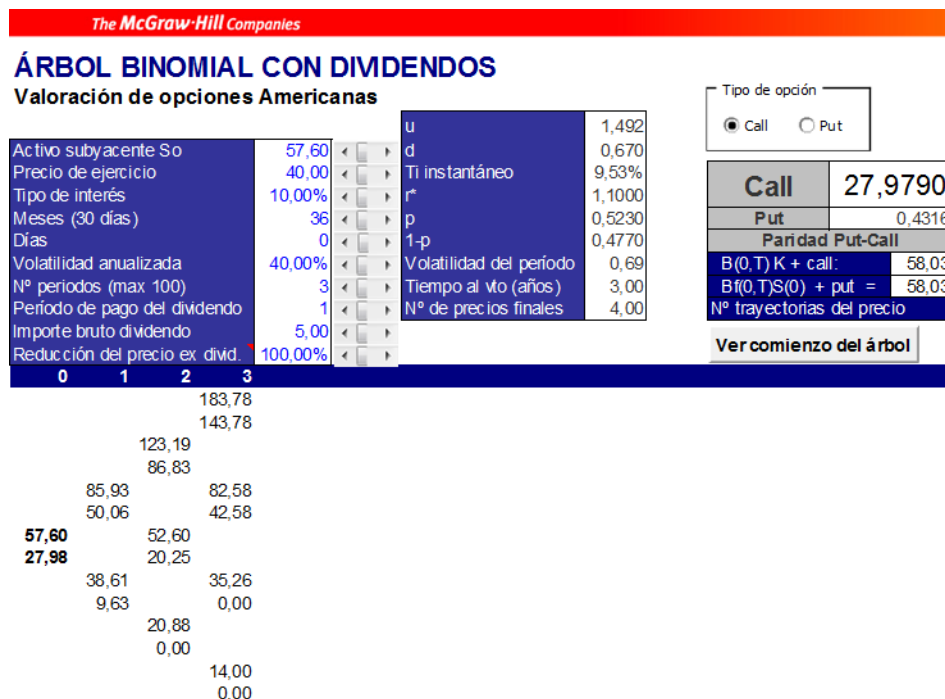 The McGraw·Hill Companies
ÁRBOL BINOMIAL CON DIVIDENDOS
Valoración de opciones Americanas
Tipo de opción
Call Put
u 1,492
Activo subyacente So 57,60 d 0,670
Precio de ejercicio 40,00 Ti instantáneo 9,53%
Tipo de interés 10,00% r* 1,1000
Meses (30 días) 36 p 0,5230
Días 0 1-p 0,4770
Volatilidad anualizada 40,00% Volatilidad del período 0,69
Nº periodos (max 100) 3 Tiempo al vto (años) 3,00
Período de pago del dividendo 1 Nº de precios finales 4,00
Importe bruto dividendo 5,00
Reducción del precio ex divid. 100,00%
Call 27,9790
Put 0,4316
Paridad Put-Call
B(0,T) K + call: 58,03
Bf(0,T)S(0) + put = 58,03
Nº trayectorias del precio
Ver comienzo del árbol
0 1 2 3
183,78
143,78
123,19
86,83
85,93 82,58
50,06 42,58
57,60 52,60
27,98 20,25
38,61 35,26
9,63 0,00
20,88
0,00
14,00
0,00